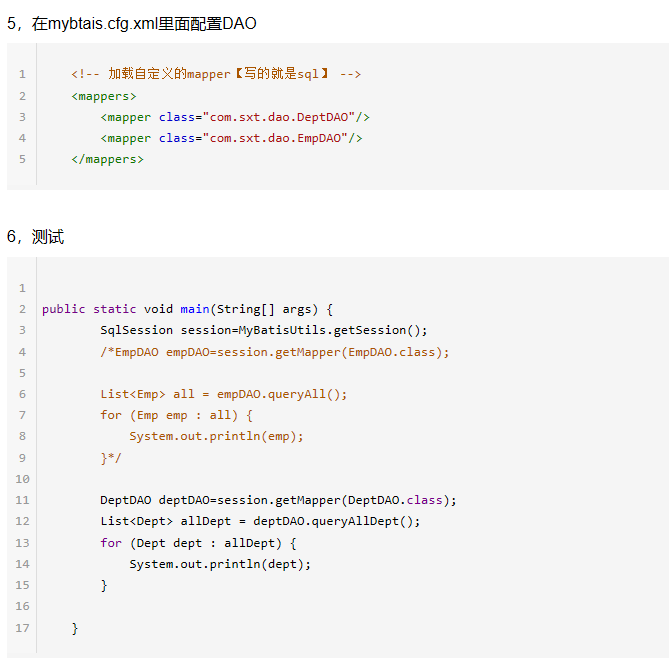 5，在mybtais.cfg.xml里面配置DAO
1 <!-- 加载自定义的mapper【写的就是sql】 -->
2 <mappers>
3 <mapper class="com.sxt.dao.DeptDAO"/>
4 <mapper class="com.sxt.dao.EmpDAO"/>
5 </mappers>
6，测试
1
2 public static void main(String[] args) {
3 SqlSession session=MyBatisUtils.getSession();
4 /*EmpDAO empDAO=session.getMapper(EmpDAO.class);
5
6 List<Emp> all = empDAO.queryAll();
7 for (Emp emp : all) {
8 System.out.println(emp);
9 }*/
10
11 DeptDAO deptDAO=session.getMapper(DeptDAO.class);
12 List<Dept> allDept = deptDAO.queryAllDept();
13 for (Dept dept : allDept) {
14 System.out.println(dept);
15 }
16
17 }